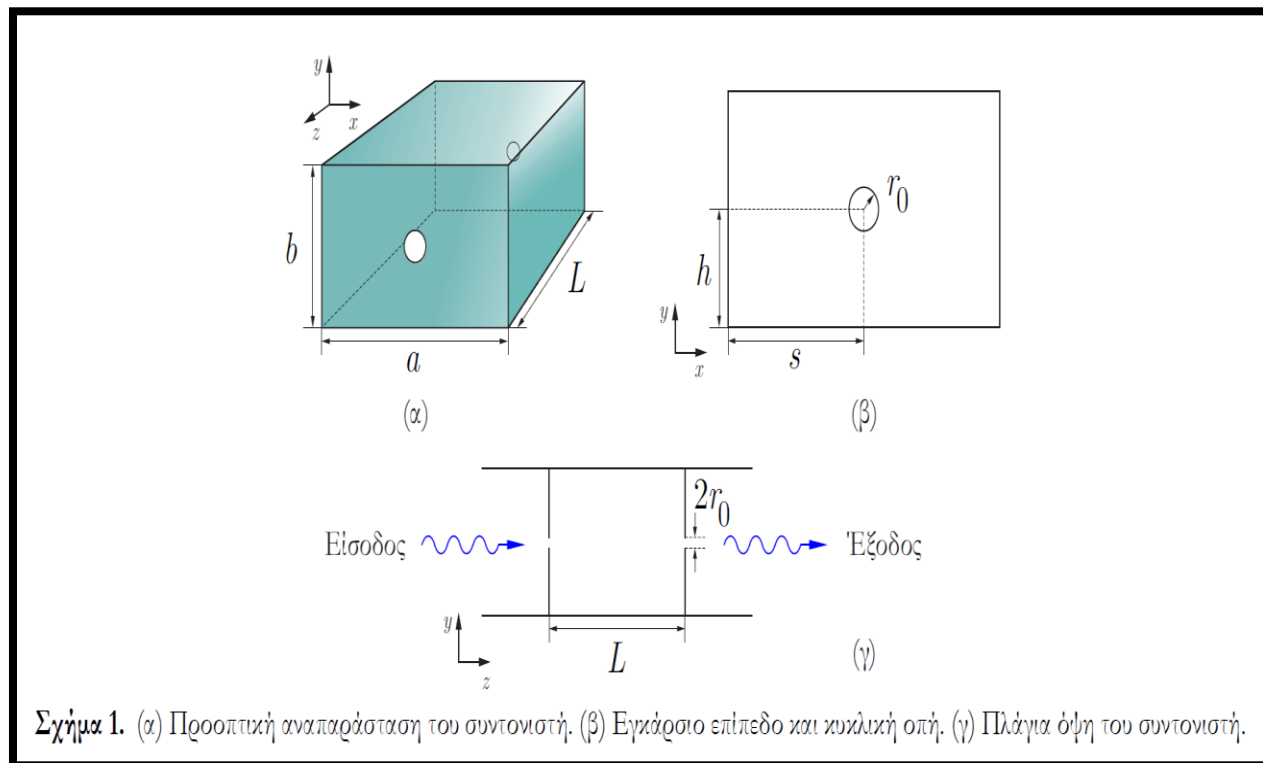 y
x
z
b
L
a
(α)
r0
h
y
x
s
(β)
2r0
Είσοδος
Έξοδος
y
z
L
(γ)
Σχήμα 1. (α) Προοπτική αναπαράσταση του συντονιστή. (β) Εγκάρσιο επίπεδο και κυκλική οπή. (γ) Πλάγια όψη του συντονιστή.